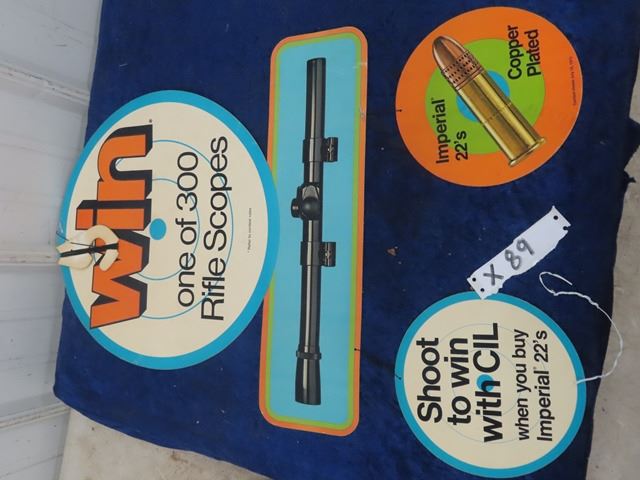 Win
one of 300
Rifle Scopes
Imperial
22's
Copper
Plated
X 89
Shoot
to win
with CIL
when you buy
Imperial 22's